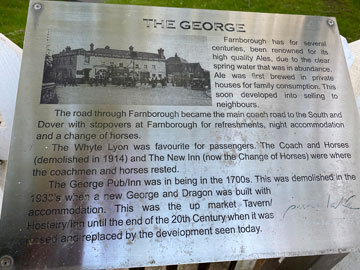 THE GEORGE
Farnborough has for several
centuries, been renowned for its
high quality Ales, due to the clear
spring water that was in abundance.
Ale was first brewed in private
houses for family consumption. This
soon developed into selling to
neighbours.
The road through Farnborough became the main coach road to the South and
Dover with stopovers at Farnborough for refreshments, night accommodation
and a change of horses.
The Whyte Lyon was favourite for passengers. The Coach and Horses
(demolished in 1914) and The New Inn (now the Change of Horses) were where
the coachmen and horses rested.
The George Pub/Inn was in being in the 1700s. This was demolished in the
1930's when a new George and Dragon was built with
accommodation. This was the up market Tavern/
Hostelry/Inn until the end of the 20th Century when it was
closed and replaced by the development seen today.